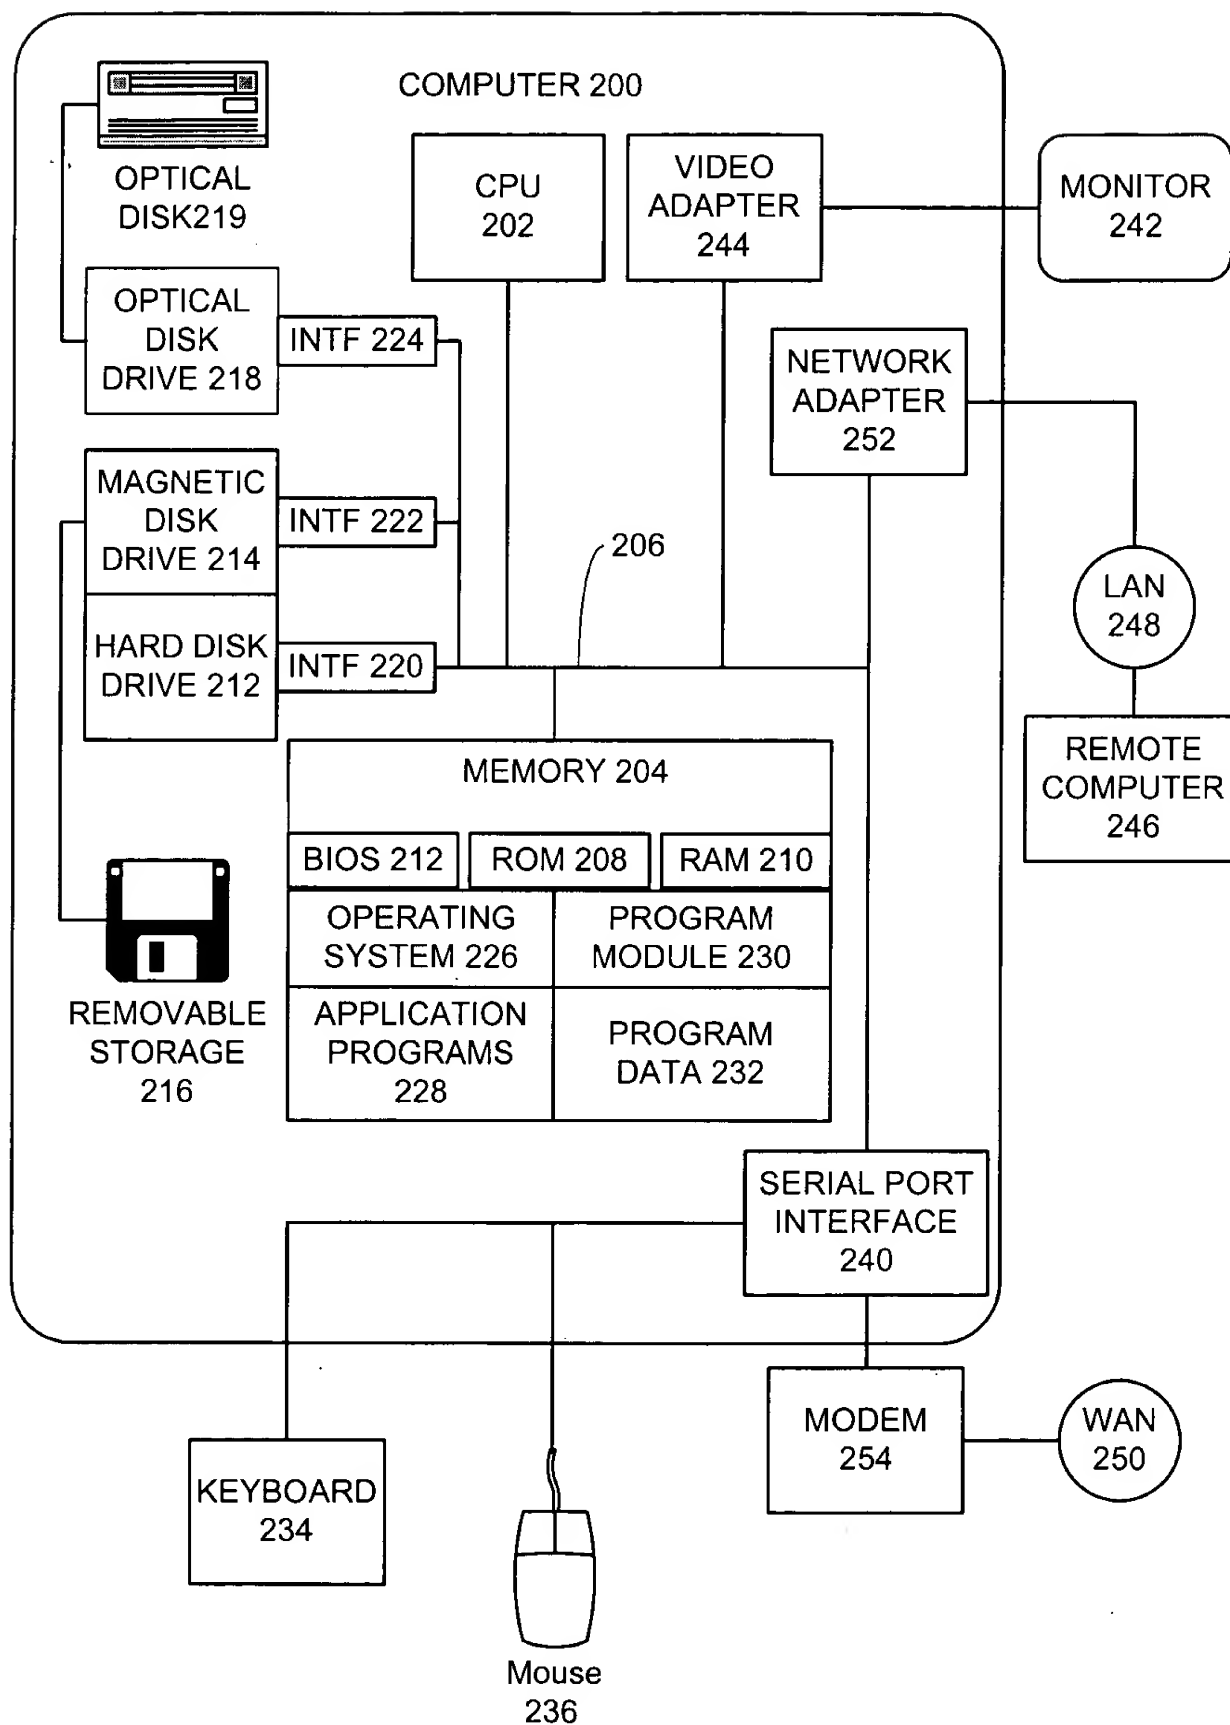 COMPUTER 200
OPTICAL
DISK219
CPU
202
VIDEO
ADAPTER
244
MONITOR
242
OPTICAL
DISK
DRIVE 218
INTF 224
NETWORK
ADAPTER
252
MAGNETIC
DISK
DRIVE 214
INTF 222
206
LAN
248
HARD DISK
DRIVE 212
INTF 220
REMOTE
COMPUTER
246
MEMORY 204
BIOS 212
ROM 208
RAM 210
OPERATING
SYSTEM 226
PROGRAM
MODULE 230
APPLICATION
PROGRAMS
228
PROGRAM
DATA 232
REMOVABLE
STORAGE
216
SERIAL PORT
INTERFACE
240
MODEM
254
WAN
250
KEYBOARD
234
Mouse
236